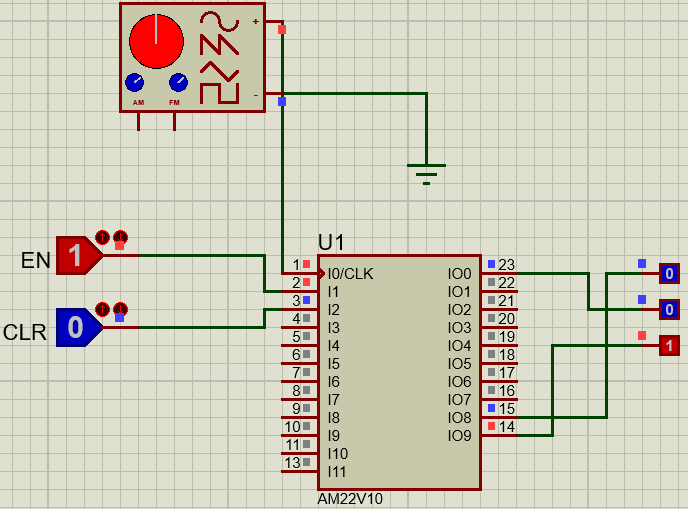 +
-
AM FM
U1
EN 1
CLR 0
1 I0/CLK IO0 23 0
2 I1 IO1 22
3 I2 IO2 21 0
4 I3 IO3 20
5 I4 IO4 19 1
6 I5 IO5 18
7 I6 IO6 17
8 I7 IO7 16
9 I8 IO8 15
10 I9 IO9 14
11 I10
13 I11
AM22V10